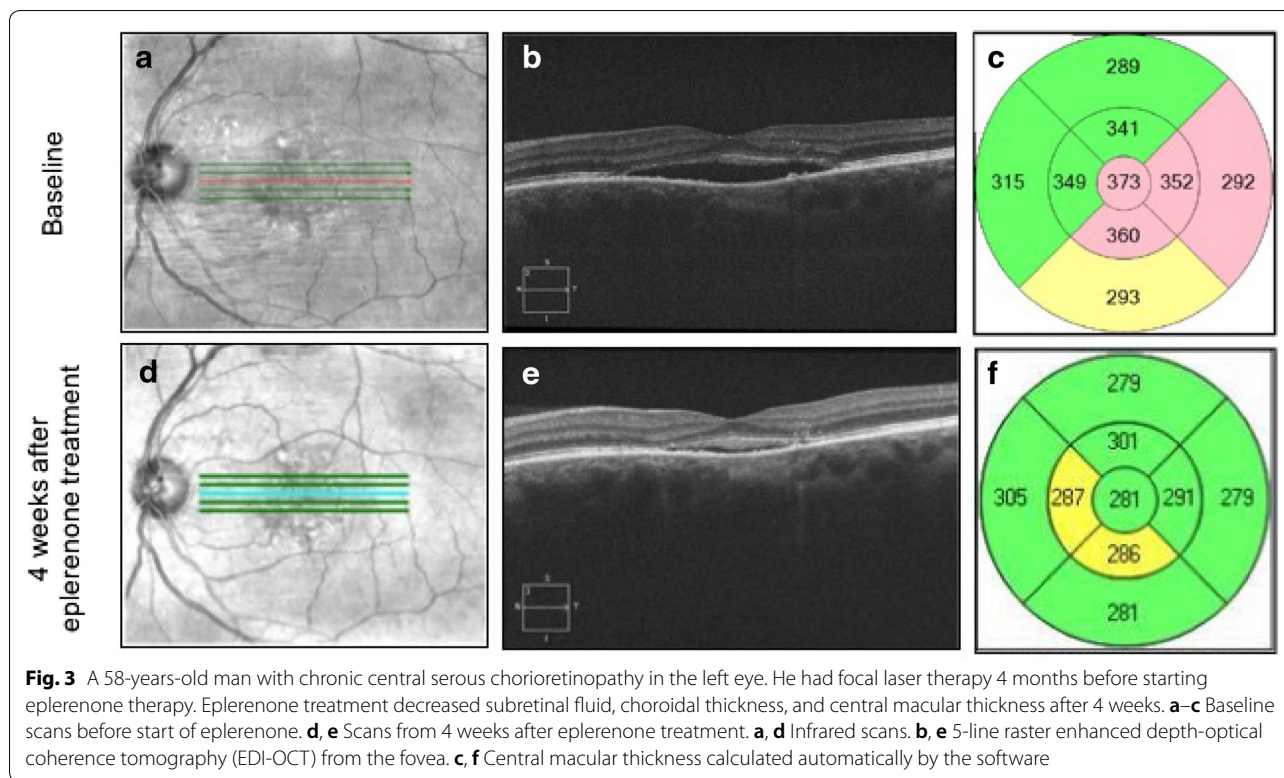 Baseline
a
b
c
289
341
315
349
373
352
292
360
293
4 weeks after
eplerenone treatment
d
e
f
279
301
305
287
281
291
279
286
281
Fig. 3 A 58-years-old man with chronic central serous chorioretinopathy in the left eye. He had focal laser therapy 4 months before starting
eplerenone therapy. Eplerenone treatment decreased subretinal fluid, choroidal thickness, and central macular thickness after 4 weeks. a–c Baseline
scans before start of eplerenone. d, e Scans from 4 weeks after eplerenone treatment. a, d Infrared scans. b, e 5-line raster enhanced depth-optical
coherence tomography (EDI-OCT) from the fovea. c, f Central macular thickness calculated automatically by the software